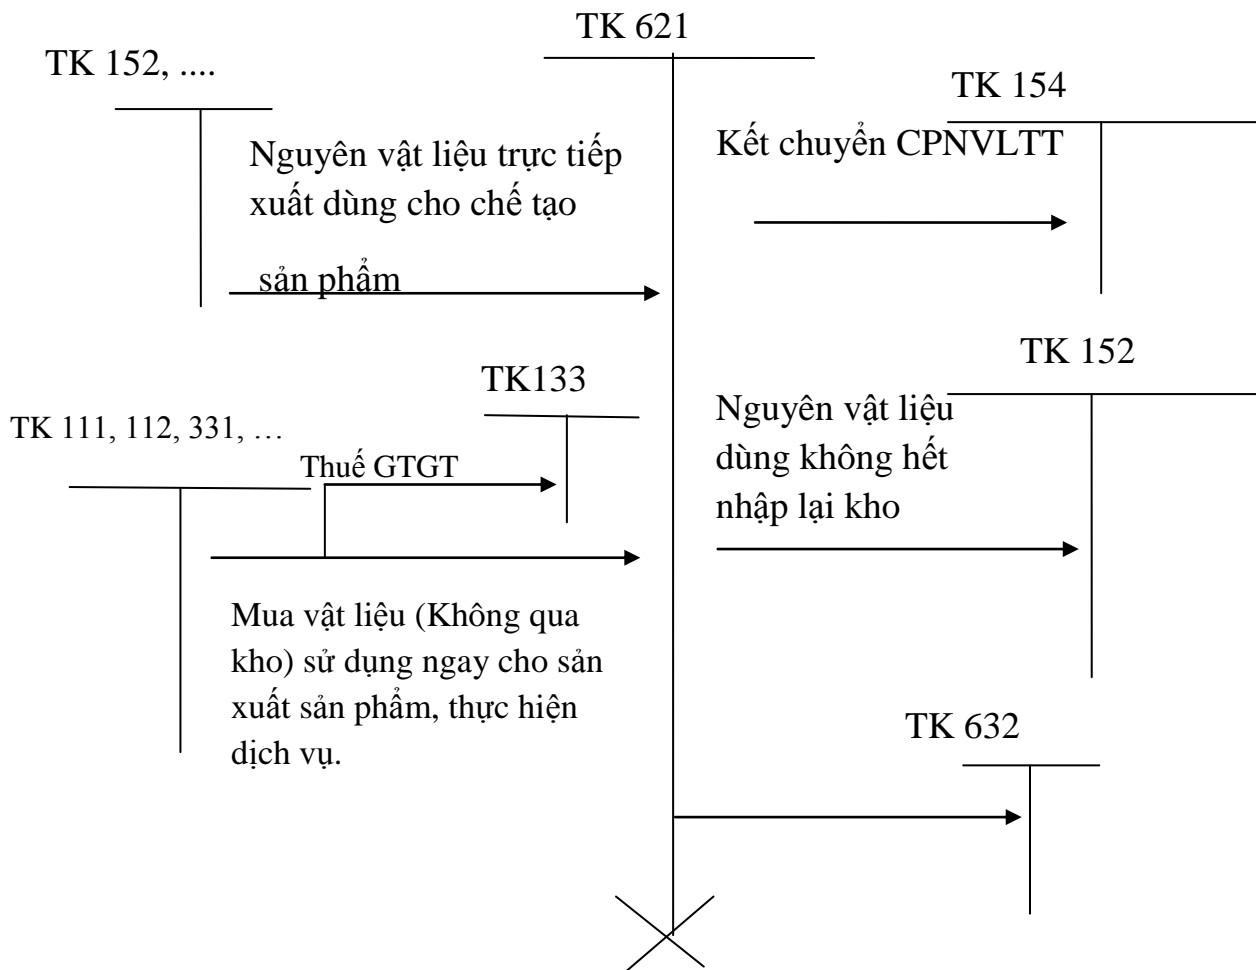 TK 621
TK 152, ....
TK 154
Nguyên vật liệu trực tiếp
xuất dùng cho chế tạo
sản phẩm
Kết chuyển CPNVLTT
TK 152
TK133
TK 111, 112, 331, …
Thuế GTGT
Nguyên vật liệu
dùng không hết
nhập lại kho
Mua vật liệu (Không qua
kho) sử dụng ngay cho sản
xuất sản phẩm, thực hiện
dịch vụ.
TK 632